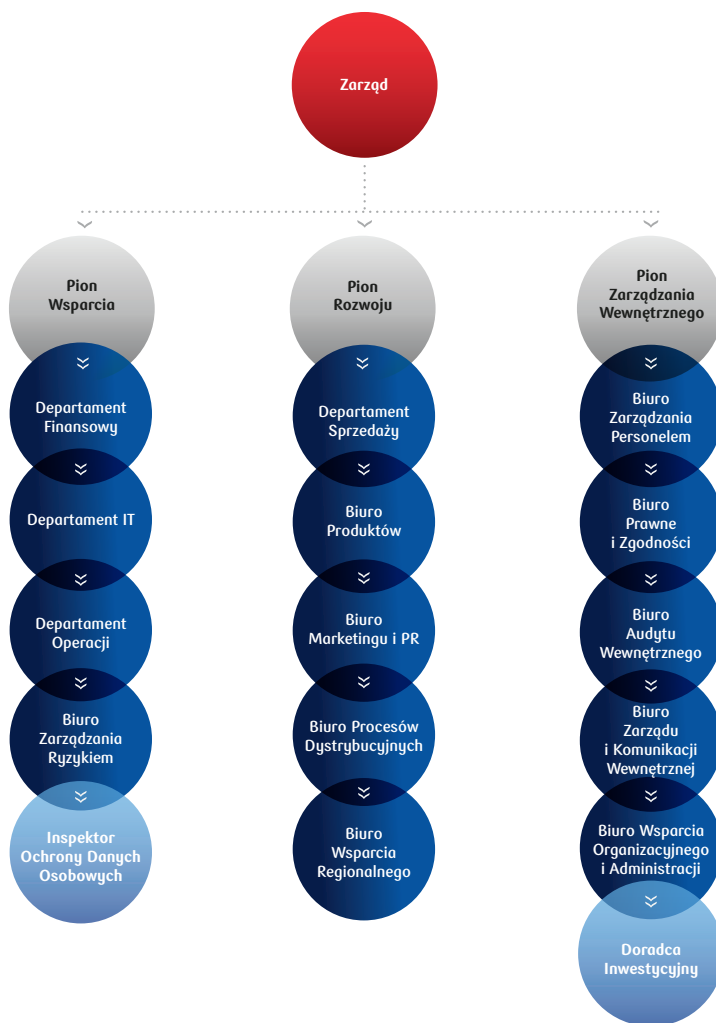 Zarząd
Pion
Wsparcia
Departament
Finansowy
Departament IT
Departament
Operacji
Biuro
Zarządzania
Ryzykiem
Inspektor
Ochrony Danych
Osobowych
Pion
Rozwoju
Departament
Sprzedaży
Biuro
Produktów
Biuro
Marketingu i PR
Biuro Procesów
Dystrybucyjnych
Biuro
Wsparcia
Regionalnego
Pion
Zarządzania
Wewnętrznego
Biuro
Zarządzania
Personelem
Biuro
Prawne
i Zgodności
Biuro
Audytu
Wewnętrznego
Biuro
Zarządu
i Komunikacji
Wewnętrznej
Biuro Wsparcia
Organizacyjnego
i Administracji
Doradca
Inwestycyjny